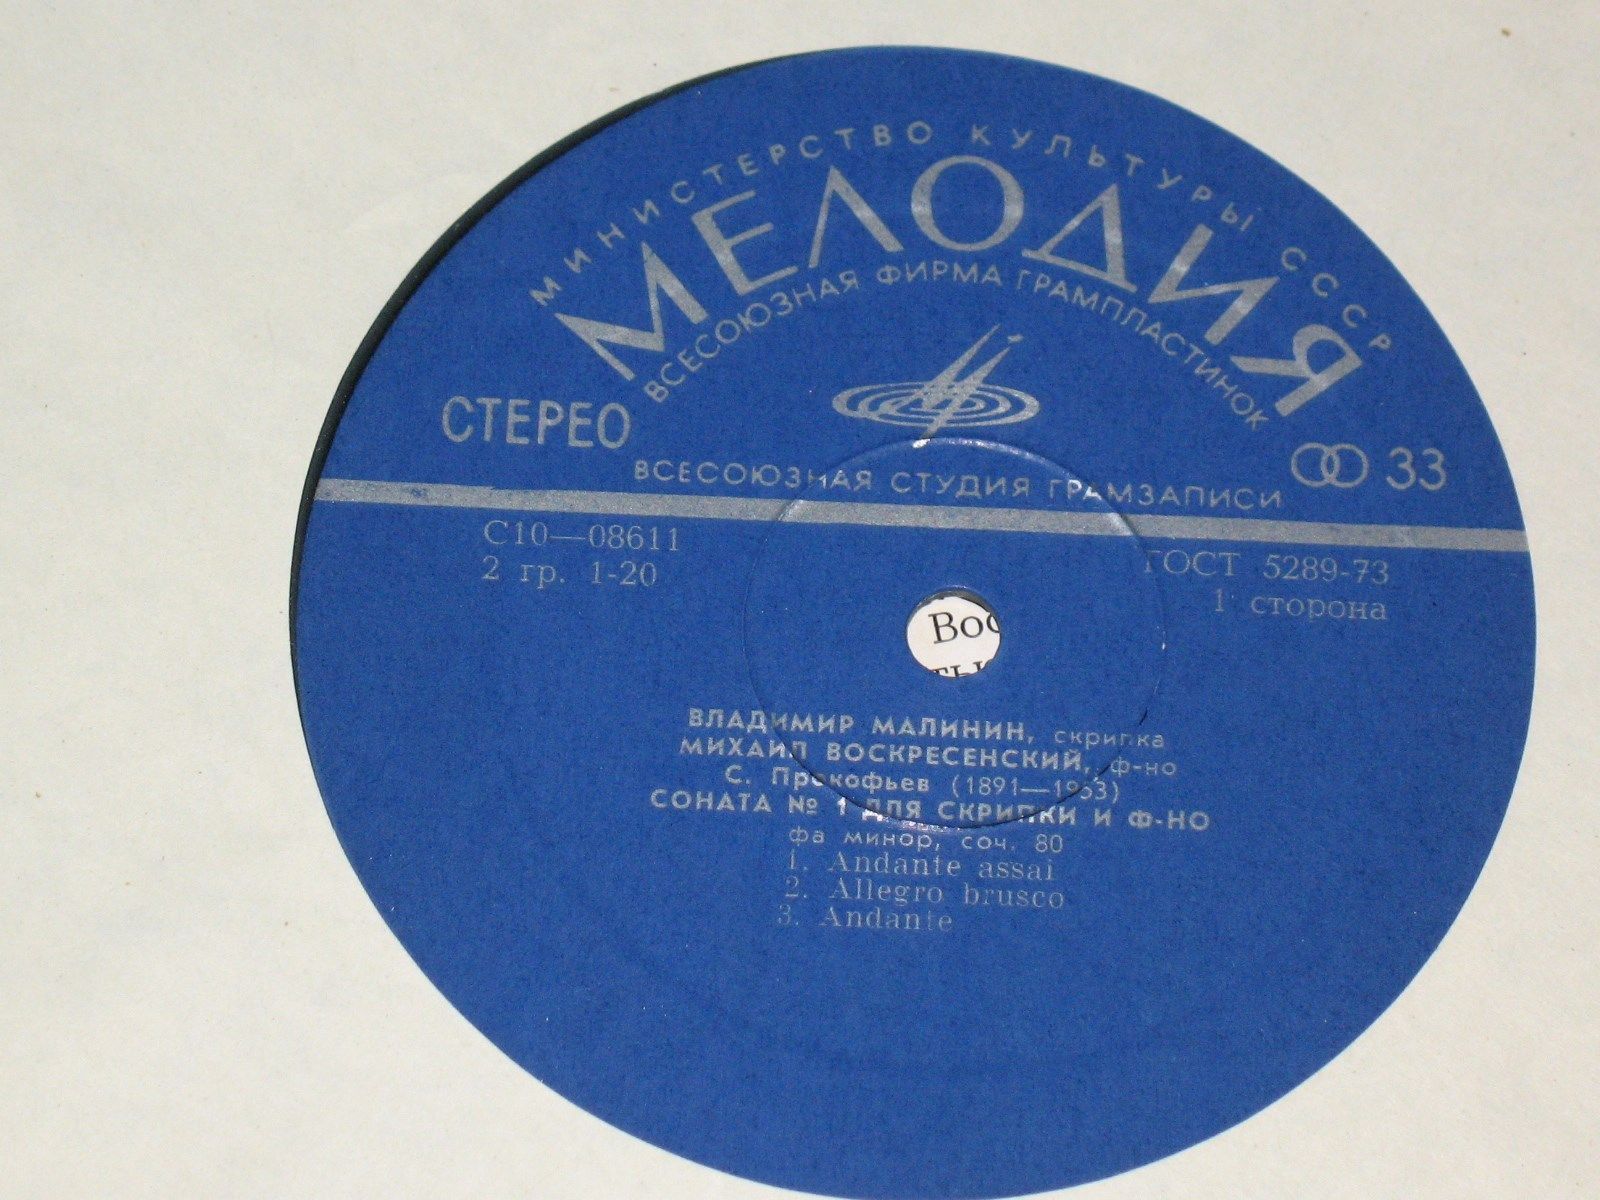 МИНИСТЕРСТВО КУЛЬТУРЫ СССР
МЕЛОДИЯ
ВСЕСОЮЗНАЯ ФИРМА ГРАМПЛАСТИНОК
СТЕРЕО
33
ВСЕСОЮЗНАЯ СТУДИЯ ГРАМЗАПИСИ
С10—08611
2 гр. 1-20
ГОСТ 5289-73
1 сторона
ВЛАДИМИР МАЛИНИН, скрипка
МИХАИЛ ВОСКРЕСЕНСКИЙ, ф-но
С. Прокофьев (1891—1953)
СОНАТА № 1 ДЛЯ СКРИПКИ И Ф-НО
фа минор, соч. 80
1. Andante assai
2. Allegro brusco
3. Andante